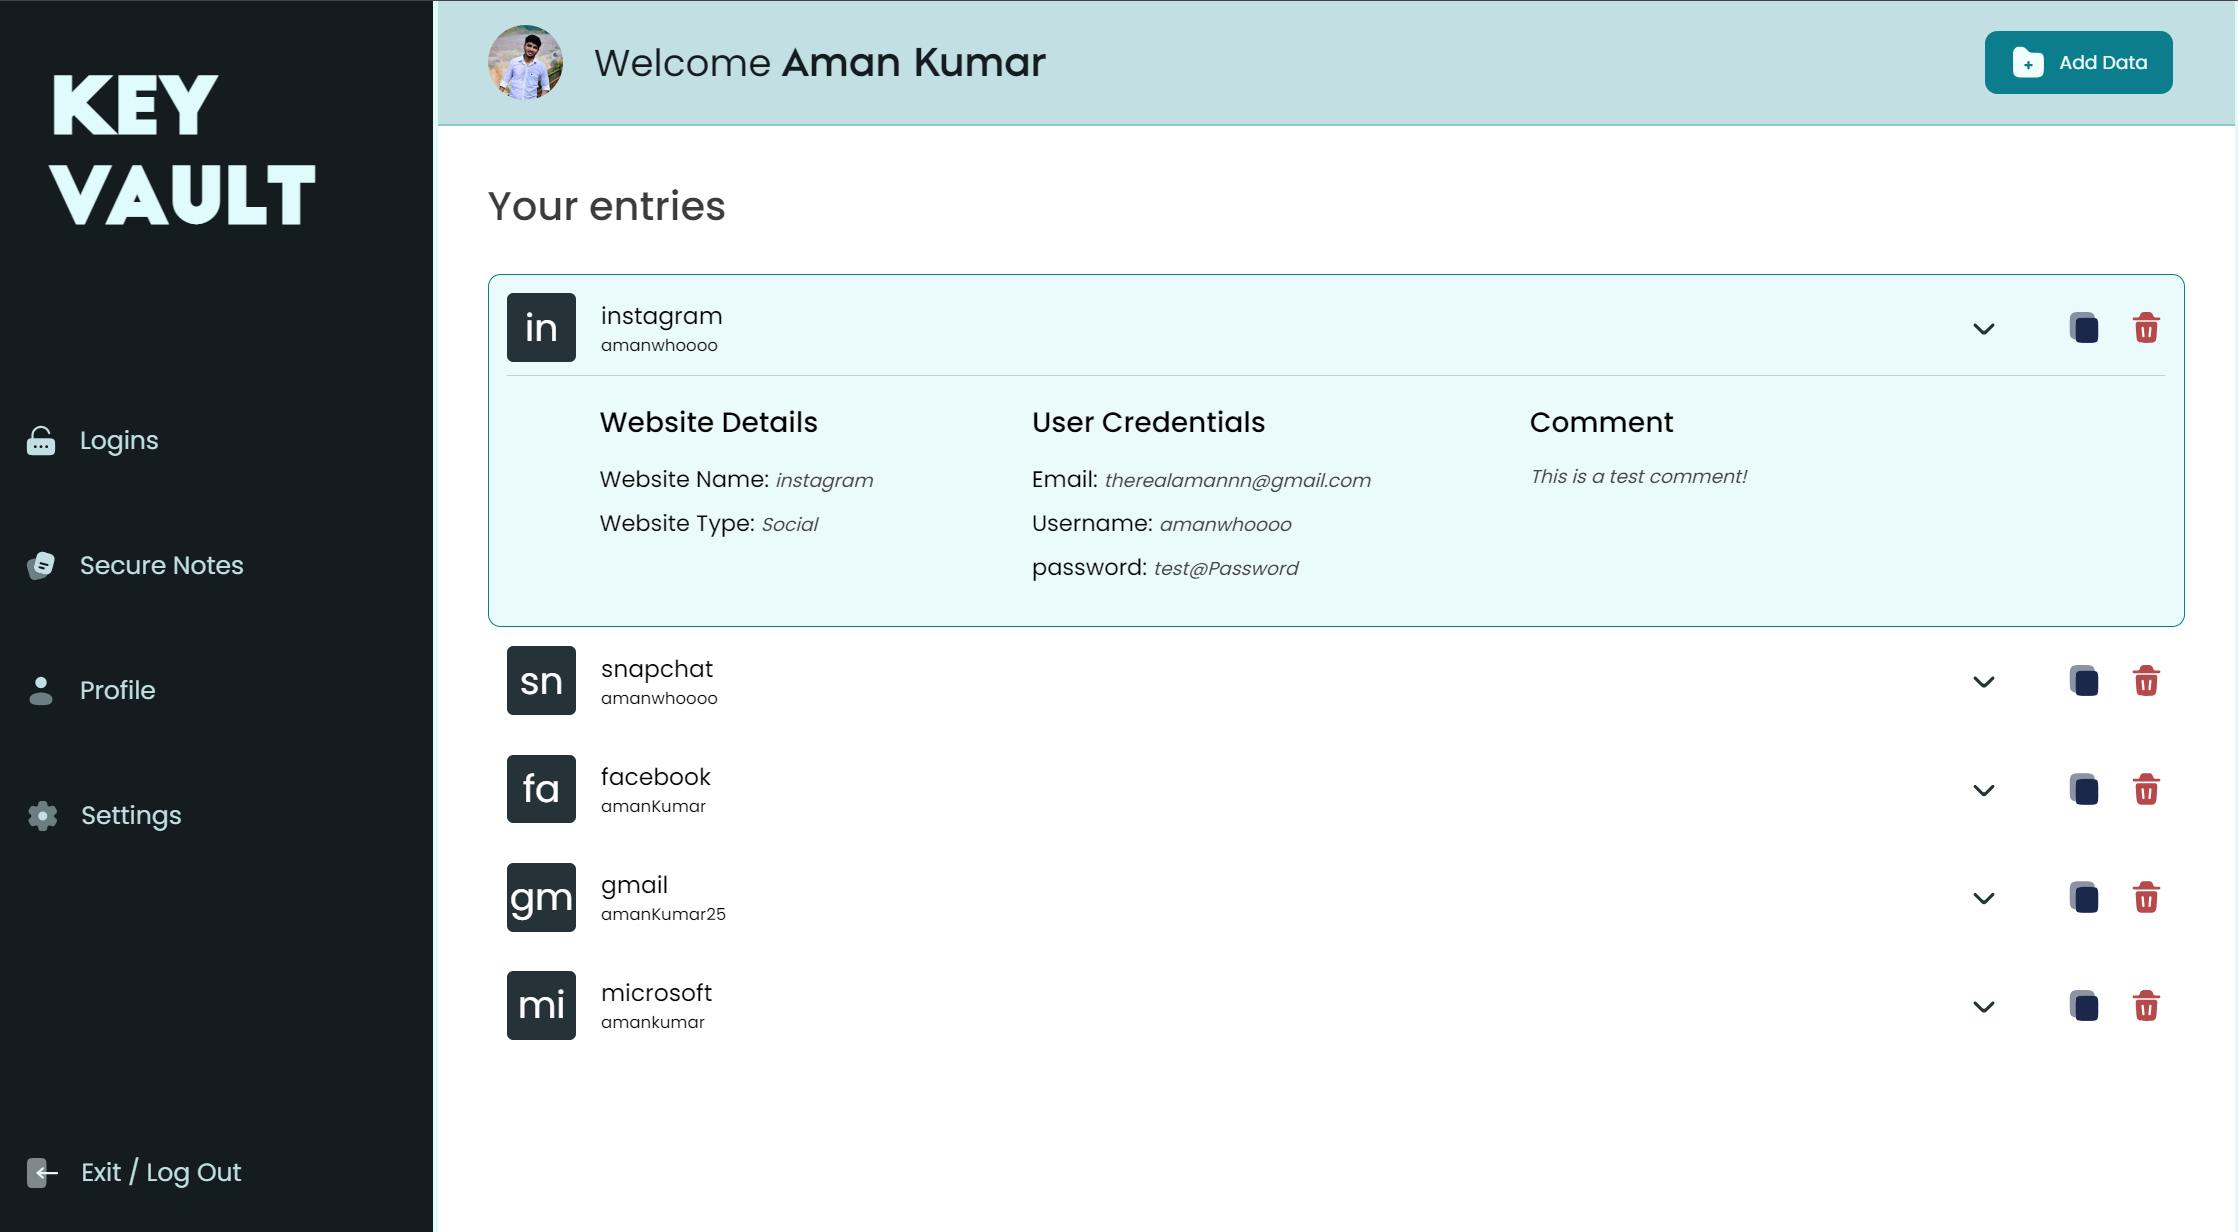 KEY
VAULT
Logins
Secure Notes
Profile
Settings
Exit / Log Out
Welcome Aman Kumar
Add Data
Your entries
in
instagram
amanwhoooo
Website Details
Website Name: instagram
Website Type: Social
User Credentials
Email: therealamannn@gmail.com
Username: amanwhoooo
password: test@Password
Comment
This is a test comment!
sn
snapchat
amanwhoooo
fa
facebook
amanKumar
gm
gmail
amanKumar25
mi
microsoft
amankumar